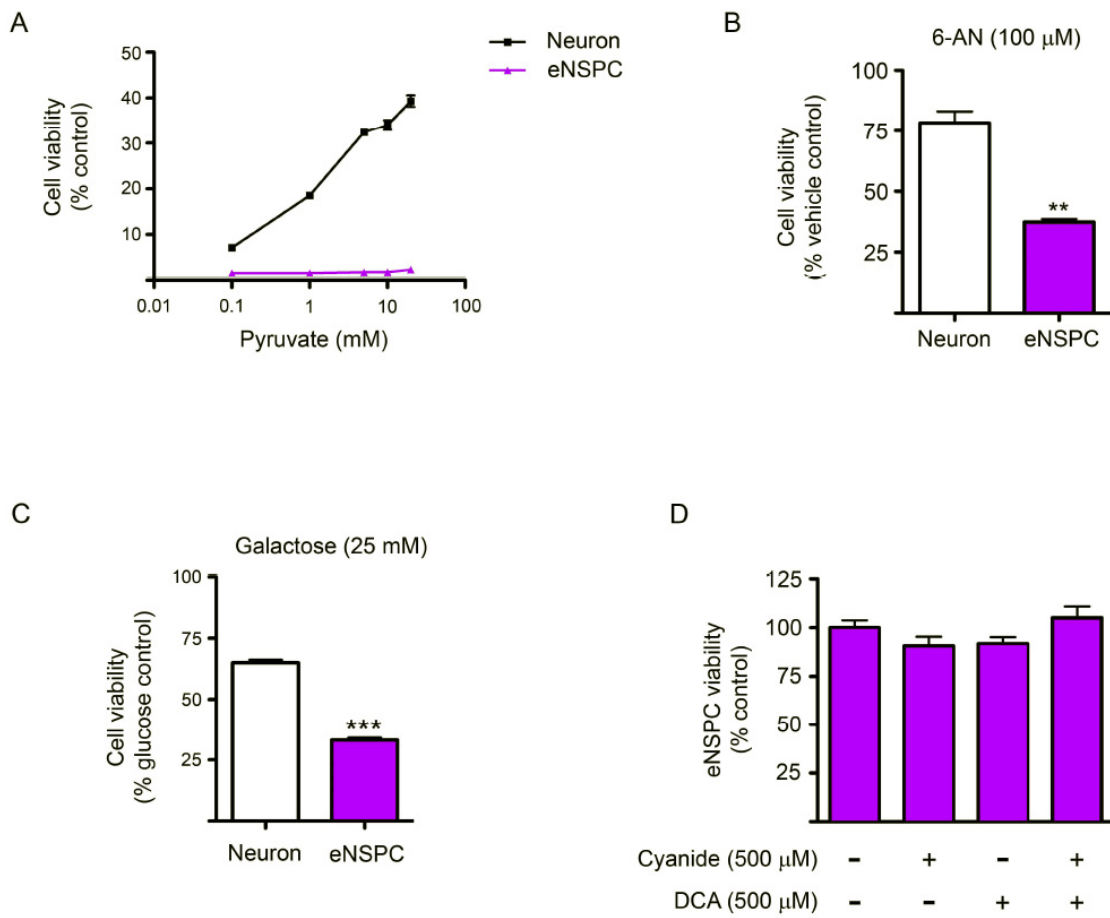 A
Neuron
eNSPC
Cell viability
(% control)
50
40
30
20
10
0.01
0.1
1
10
100
Pyruvate (mM)
B
6-AN (100 μM)
Cell viability
(% vehicle control)
100
75
50
25
**
Neuron
eNSPC
C
Galactose (25 mM)
Cell viability
(% glucose control)
100
75
50
25
***
Neuron
eNSPC
D
eNSPC viability
(% control)
125
100
75
50
25
Cyanide (500 μM) - + - +
DCA (500 μM) - - + +